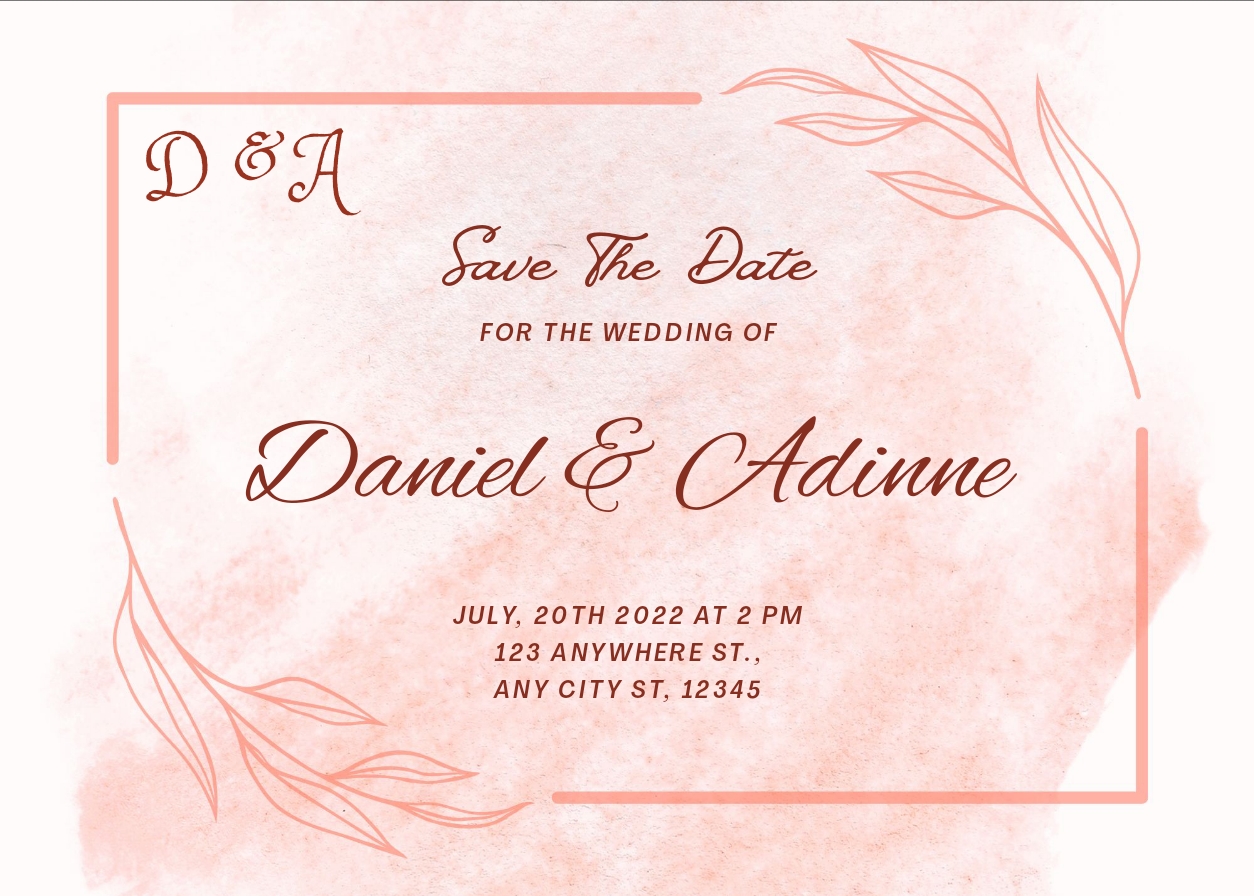 D & A
Save The Date
FOR THE WEDDING OF
Daniel & Adinne
JULY, 20TH 2022 AT 2 PM
123 ANYWHERE ST.,
ANY CITY ST, 12345